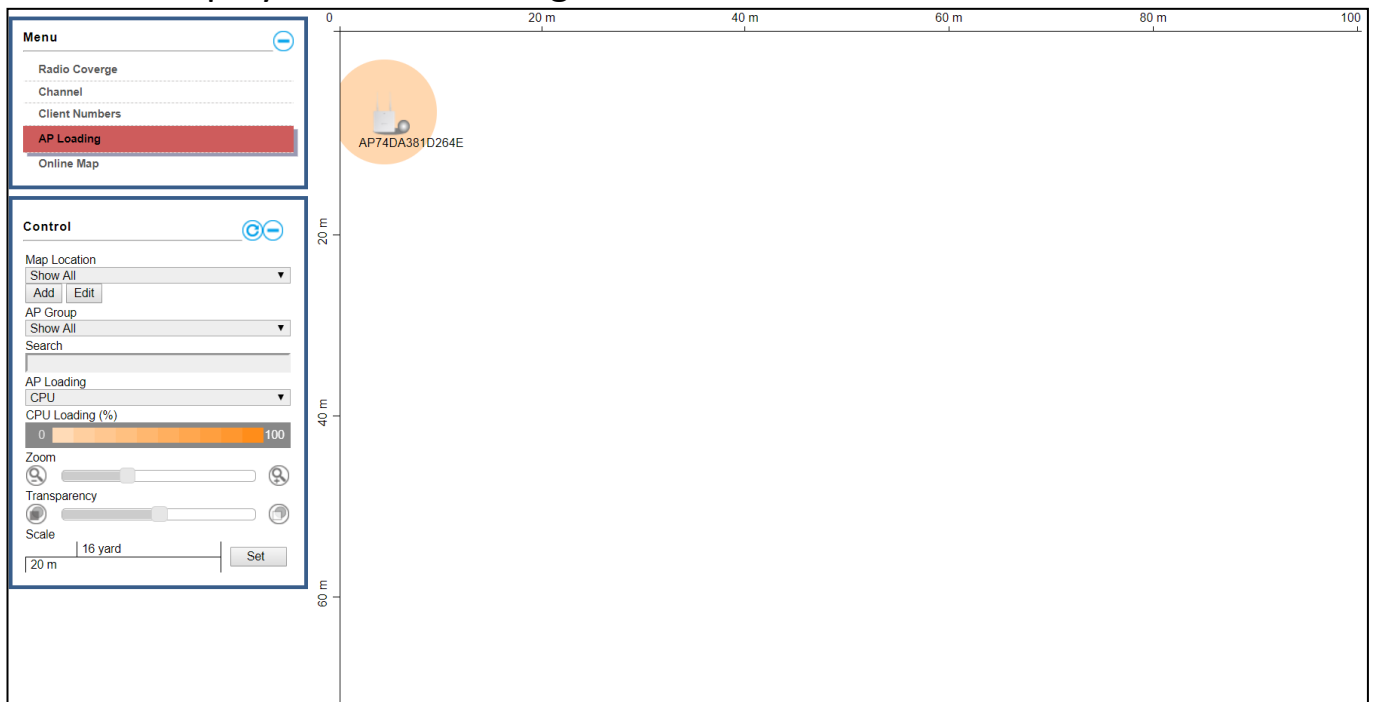 0 20 m 40 m 60 m 80 m 100
Menu
Radio Coverge
Channel
Client Numbers
AP Loading
Online Map
Control
Map Location
Show All
Add Edit
AP Group
Show All
Search
AP Loading
CPU
CPU Loading (%)
0 100
Zoom
Transparency
Scale
16 yard
20 m
Set
AP74DA381D264E
20 m
40 m
60 m